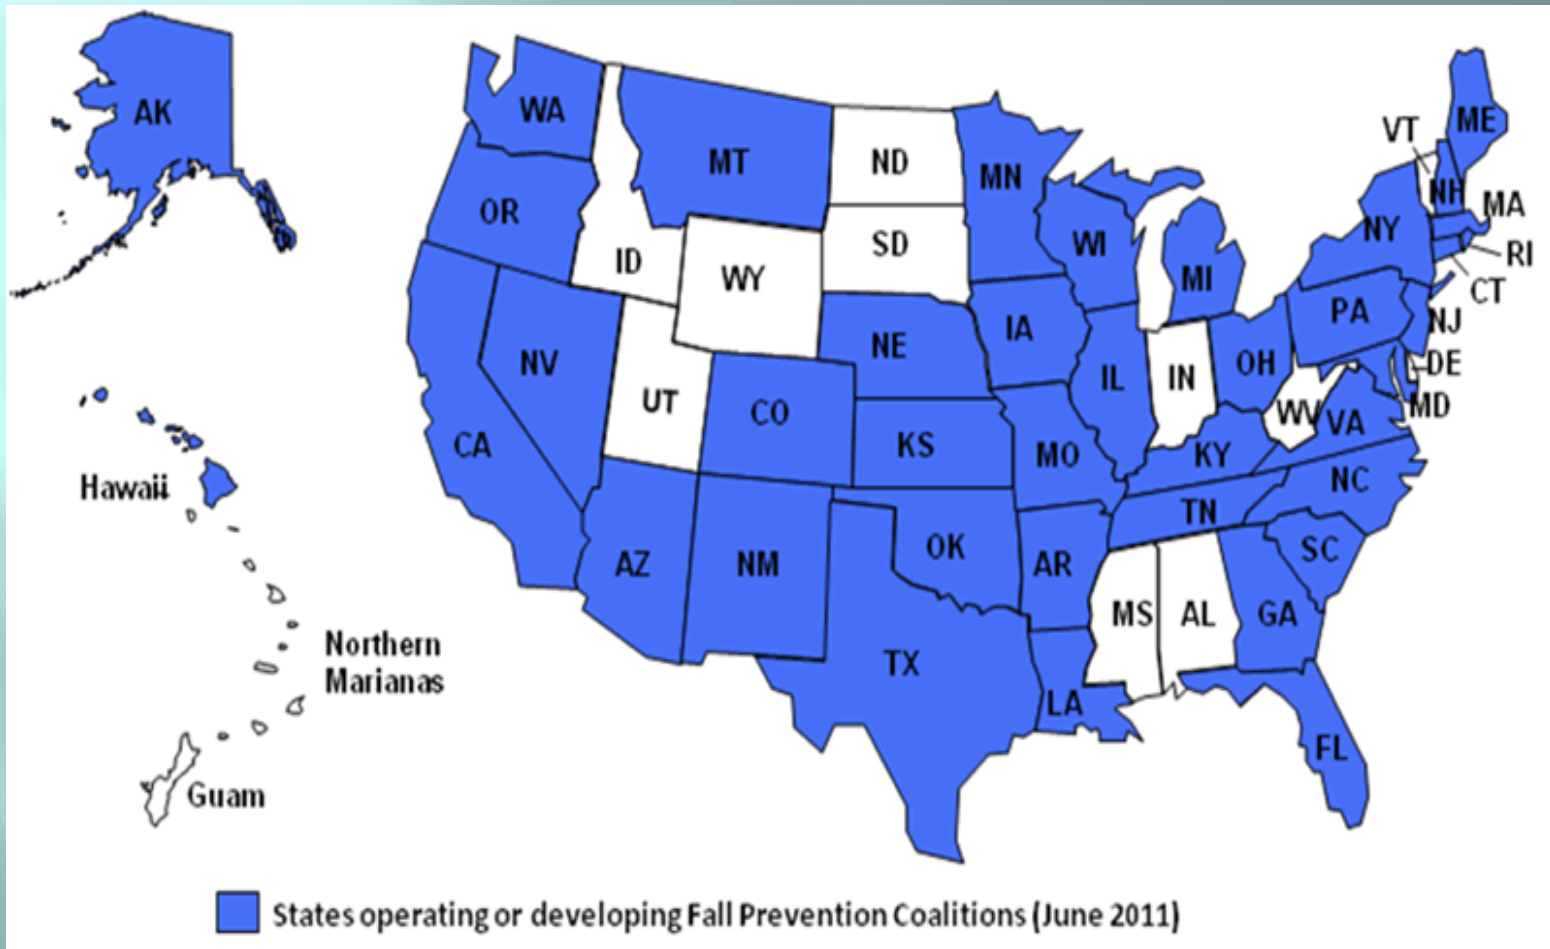 AK
WA
MT
ND
MN
VT
ME
NH
MA
OR
ID
WY
SD
WI
MI
NY
RI
CT
NV
UT
CO
NE
IA
IL
IN
OH
PA
NJ
DE
MD
CA
KS
MO
KY
WV
VA
Hawaii
AZ
NM
OK
AR
TN
NC
SC
MS
AL
GA
TX
LA
FL
Northern
Marianas
Guam
States operating or developing Fall Prevention Coalitions (June 2011)